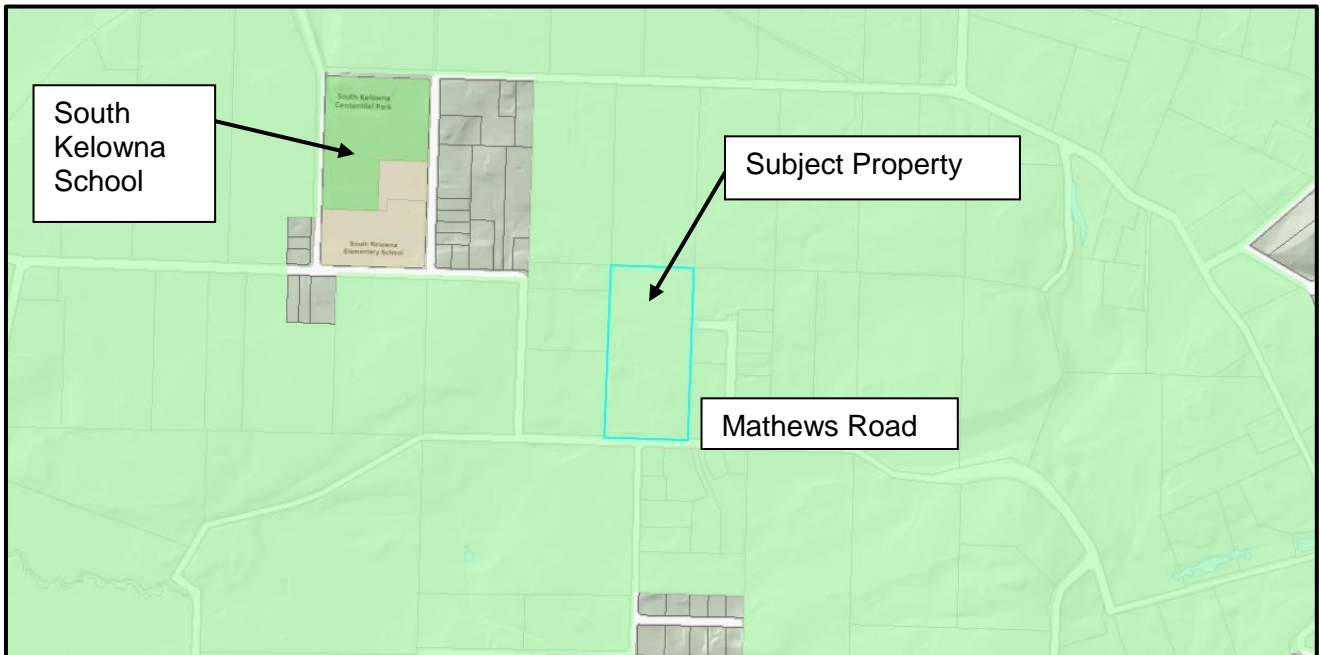 South Kelowna
Centennial Park
South
Kelowna
School
Subject Property
South Kelowna
Elementary School
Mathews Road